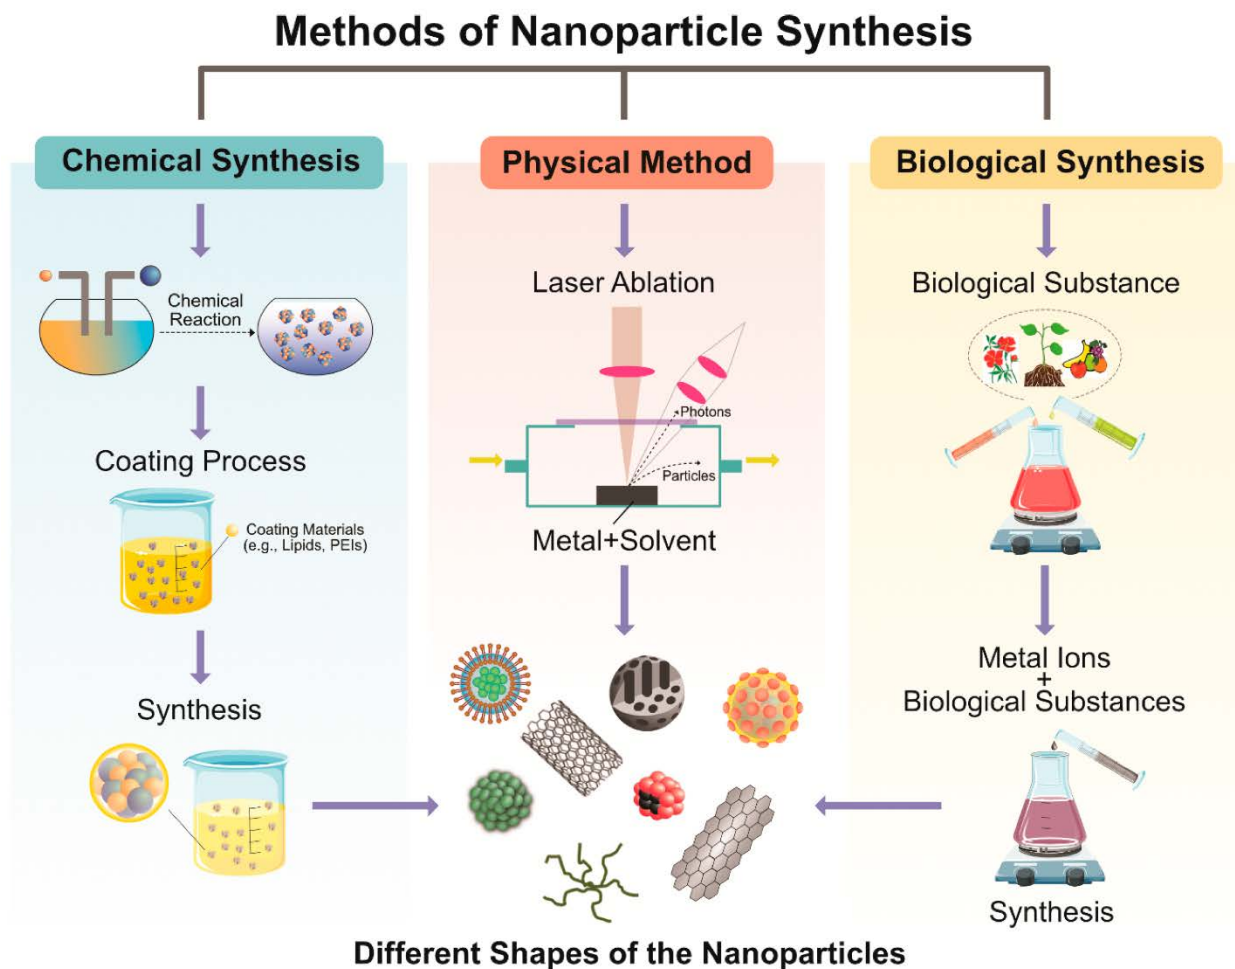 Methods of Nanoparticle Synthesis
Chemical Synthesis
Chemical
Reaction
Coating Process
Coating Materials
(e.g., Lipids, PEIs)
Synthesis
Physical Method
Laser Ablation
Photons
Particles
Metal+Solvent
Biological Synthesis
Biological Substance
Metal Ions
+
Biological Substances
Synthesis
Different Shapes of the Nanoparticles